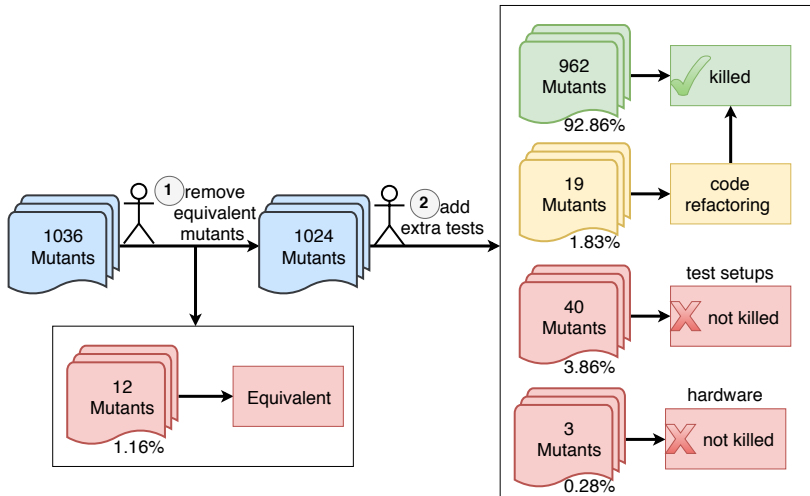 1036
Mutants
1
remove
equivalent
mutants
12
Mutants
1.16%
Equivalent
1024
Mutants
2
add
extra tests
962
Mutants
92.86%
killed
19
Mutants
1.83%
code
refactoring
40
Mutants
3.86%
test setups
not killed
3
Mutants
0.28%
hardware
not killed